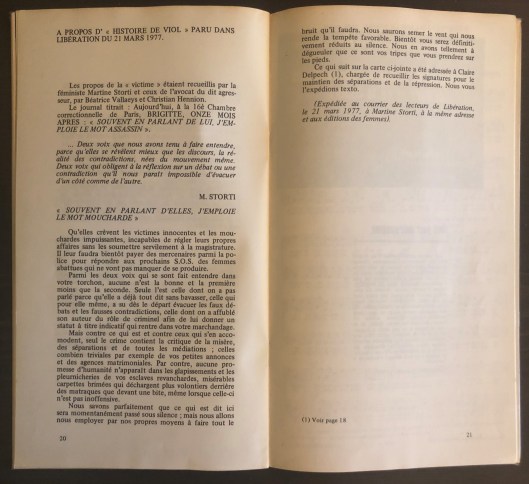 A PROPOS D' « HISTOIRE DE VIOL » PARU DANS
LIBERATION DU 21 MARS 1977.
Les propos de la « victime » étaient recueillis par la
féministe Martine Storti et ceux de l'avocat du dit agres-
seur, par Béatrice Vallaeys et Christian Hennion.
Le journal titrait : Aujourd'hui, à la 16è Chambre
correctionnelle de Paris, BRIGITTE, ONZE MOIS
APRES : « SOUVENT EN PARLANT DE LUI, J'EM-
PLOIE LE MOT ASSASSIN ».
... Deux voix que nous avons tenu à faire entendre,
parce qu'elles se révèlent mieux que les discours, la ré-
alité des contradictions, nées du mouvement même.
Deux voix qui obligent à la réflexion sur un débat ou une
contradiction qu'il nous paraît impossible d'évacuer
d'un côté comme de l'autre.
M. STORTI
« SOUVENT EN PARLANT D'ELLES, J'EMPLOIE
LE MOT MOUCHARDE »
Qu'elles crèvent les victimes innocentes et les mou-
chardes impuissantes, incapables de régler leurs propres
affaires sans les soumettre servilement à la magistrature.
Il leur faudra bientôt payer des mercenaires parmi la po-
lice pour répondre aux prochains S.O.S. des femmes
abattues qui ne vont pas manquer de se produire.
Parmi les deux voix qui se sont fait entendre dans
votre torchon, aucune n'est la bonne et la première
moins que la seconde. Seule l'est celle dont on a pas
parlé parce qu'elle a déjà tout dit sans bavasser, celle qui
pour elle même, a su dès le départ évacuer les faux dé-
bats et les fausses contradictions, celle dont on a affublé
son auteur du rôle de criminel afin de lui donner un
statut à titre indicatif qui rentre dans votre marchandage.
Mais contre ce qui est et contre ceux qui s'en acco-
modent, seul le crime contient la critique de la misère,
des séparations et de toutes les médiations ; celles
combien triviales par exemple de vos petites annonces
et des agences matrimoniales. Par contre, aucune pro-
messe d'humanité n'apparaît dans les glapissements et les
pleurnicheries de vos esclaves revanchardes, misérables
carpettes brimées qui déchargent plus volontiers derrière
des matraques que devant une bite, même lorsque celle-ci
n'est pas inoffensive.
Nous savons parfaitement que ce qui est dit ici
sera momentanément passé sous silence ; mais nous allons
nous employer par nos propres moyens à faire tout le
20
bruit qu'il faudra. Nous saurons semer le vent qui nous
rende la tempête favorable. Bientôt vous serez définiti-
vement réduits au silence. Nous en avons tellement à
dégueuler que ce sont vos tripes que vous prendrez sur
les pieds.
Ce qui suit sur la carte ci-jointe a été adressée à Claire
Delpech (1), chargée de recueillir les signatures pour le
maintien des séparations et de la répression. Nous vous
l'expédions texto.
(Expédiée au courrier des lecteurs de Libération,
le 21 mars 1977, à Martine Storti, à la même adresse
et aux éditions des femmes).
(1) Voir page 18
21